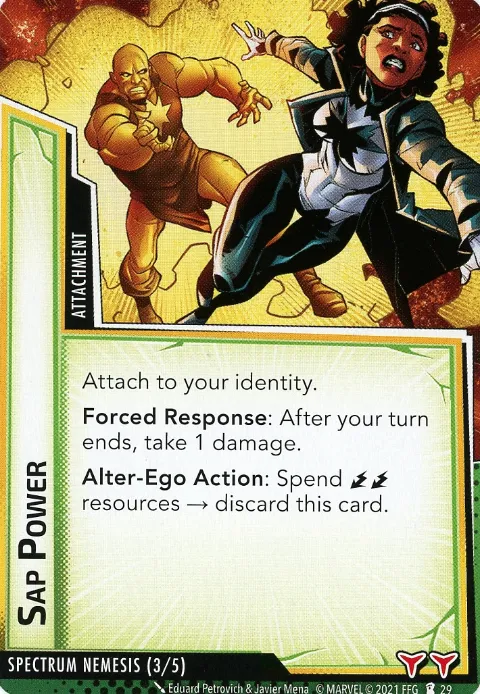 ATTACHMENT
Attach to your identity.
Forced Response: After your turn
ends, take 1 damage.
Alter-Ego Action: Spend
resources → discard this card.
SAP POWER
SPECTRUM NEMESIS (3/5)
Eduard Petrovich & Javier Mena © MARVEL © 2021 FFG 29